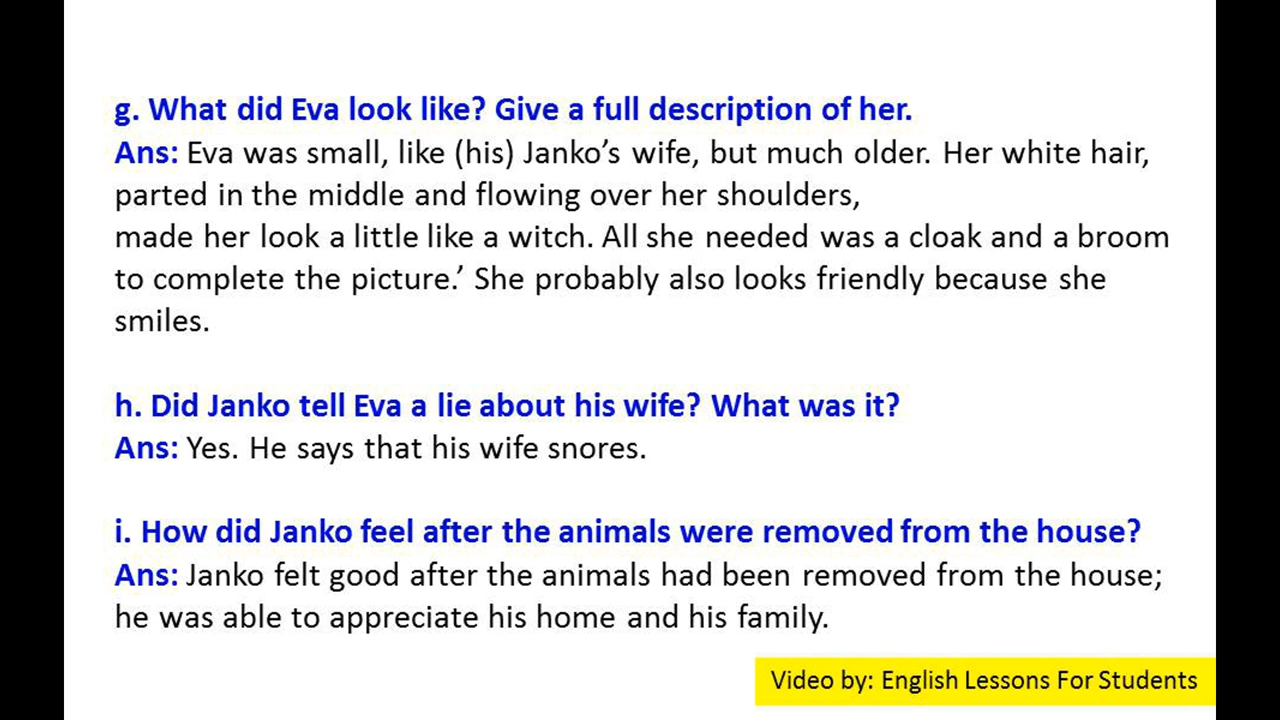 g. What did Eva look like? Give a full description of her.
Ans: Eva was small, like (his) Janko’s wife, but much older. Her white hair,
parted in the middle and flowing over her shoulders,
made her look a little like a witch. All she needed was a cloak and a broom
to complete the picture.’ She probably also looks friendly because she
smiles.
h. Did Janko tell Eva a lie about his wife? What was it?
Ans: Yes. He says that his wife snores.
i. How did Janko feel after the animals were removed from the house?
Ans: Janko felt good after the animals had been removed from the house;
he was able to appreciate his home and his family.
Video by: English Lessons For Students